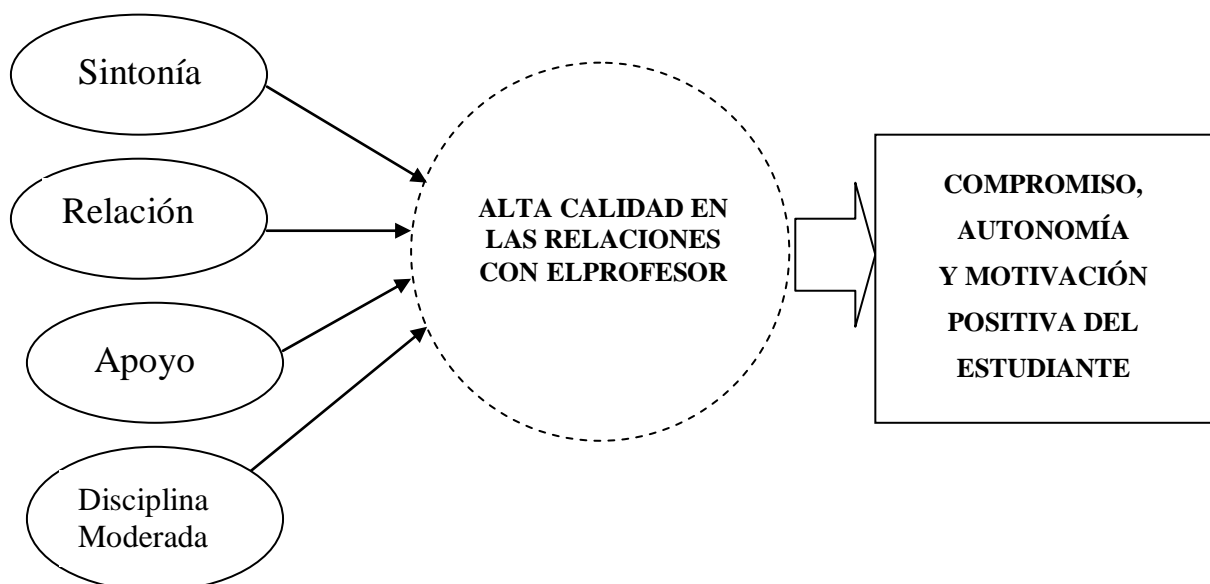 Sintonía
Relación
Apoyo
Disciplina
Moderada
ALTA CALIDAD EN
LAS RELACIONES
CON ELPROFESOR
COMPROMISO,
AUTONOMÍA
Y MOTIVACIÓN
POSITIVA DEL
ESTUDIANTE